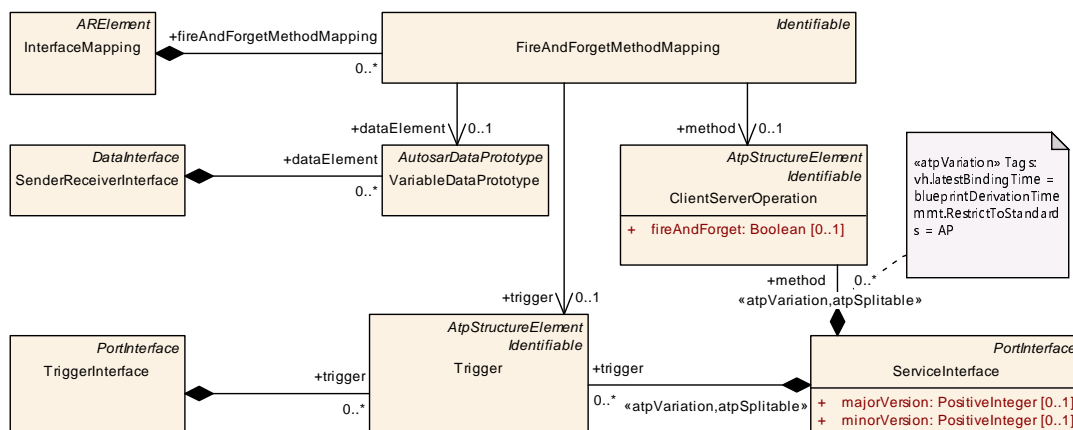 ARElement
InterfaceMapping
+fireAndForgetMethodMapping
0..*
Identifiable
FireAndForgetMethodMapping
+dataElement
0..1
+method
0..1
DataInterface
SenderReceiverInterface
+dataElement
0..*
AutosarDataPrototype
VariableDataPrototype
AtpStructureElement
Identifiable
ClientServerOperation
+ fireAndForget: Boolean [0..1]
«atpVariation» Tags:
vh.latestBindingTime =
blueprintDerivationTime
mmt.RestrictToStandard
s = AP
+method
0..*
«atpVariation,atpSplitable»
+trigger
0..1
PortInterface
TriggerInterface
+trigger
0..*
AtpStructureElement
Identifiable
Trigger
+trigger
0..*
«atpVariation,atpSplitable»
PortInterface
ServiceInterface
+ majorVersion: PositiveInteger [0..1]
+ minorVersion: PositiveInteger [0..1]